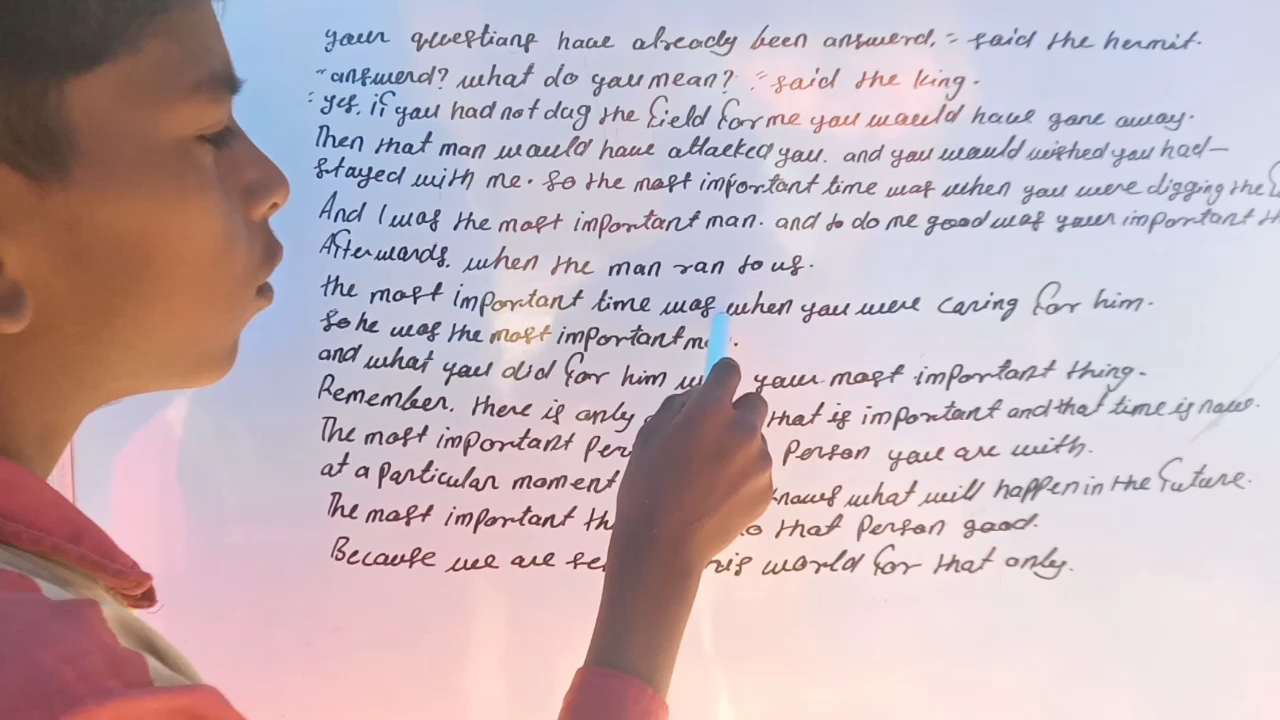 your questions have already been answerd." said the hermit.
"answerd? what do you mean?" "said the king.
"yes. if you had not dug the field for me you would have gone away.
Then that man would have attacked you. and you would wished you had-
stayed with me. so the most important time was when you were digging the
And I was the most important man. and to do me good was your important
Afterwards. when the man ran to us.
the most important time was when you were caring for him.
so he was the most important
and what you did for him your most important thing.
Remember. there is only that is important and that time is now.
The most important person you are with.
at a particular moment knows what will happen in the future.
The most important that person good.
Because we are world for that only.